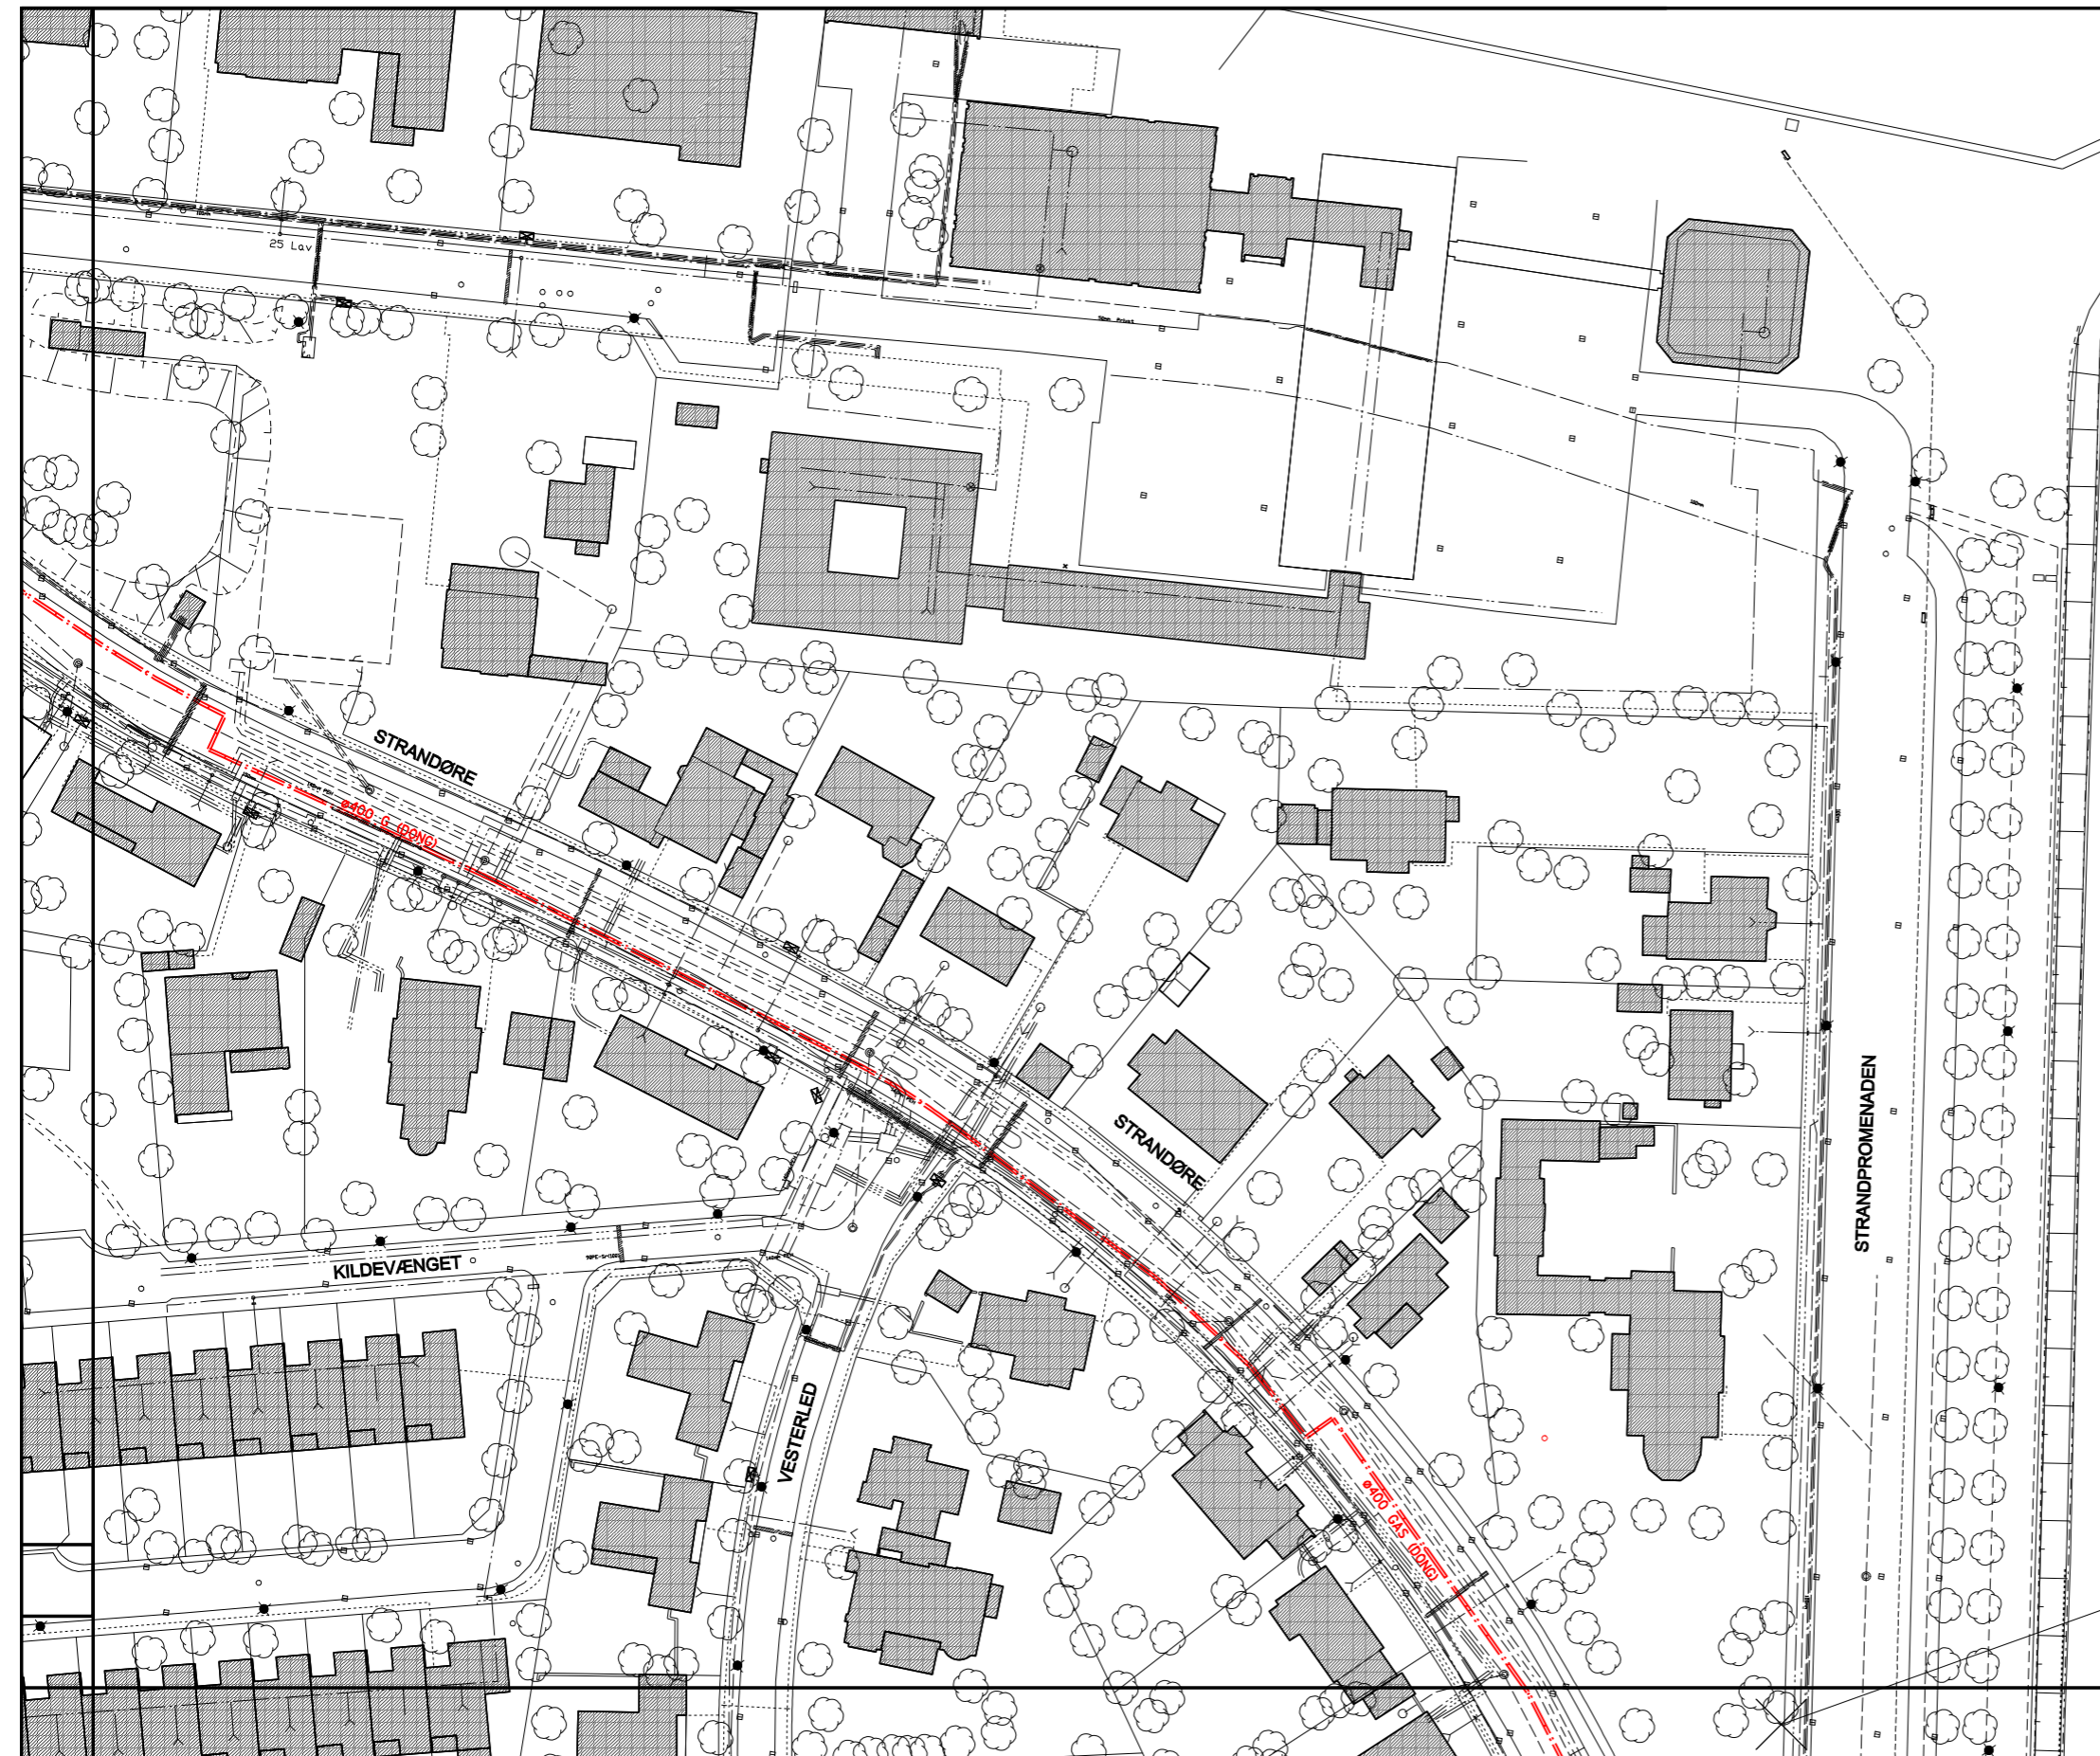 25 Lav
STRANDØRE
ø400 G (DONG)
STRANDØRE
STRANDPROMENADEN
KILDEVÆNGET
VESTERLED
ø400 GAS (DONG)